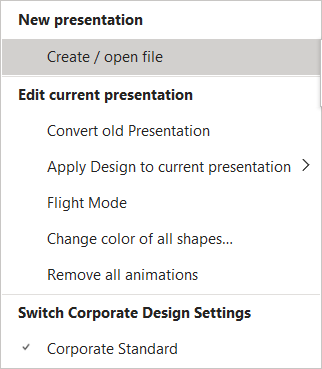 New presentation
Create / open file
Edit current presentation
Convert old Presentation
Apply Design to current presentation
Flight Mode
Change color of all shapes...
Remove all animations
Switch Corporate Design Settings
Corporate Standard